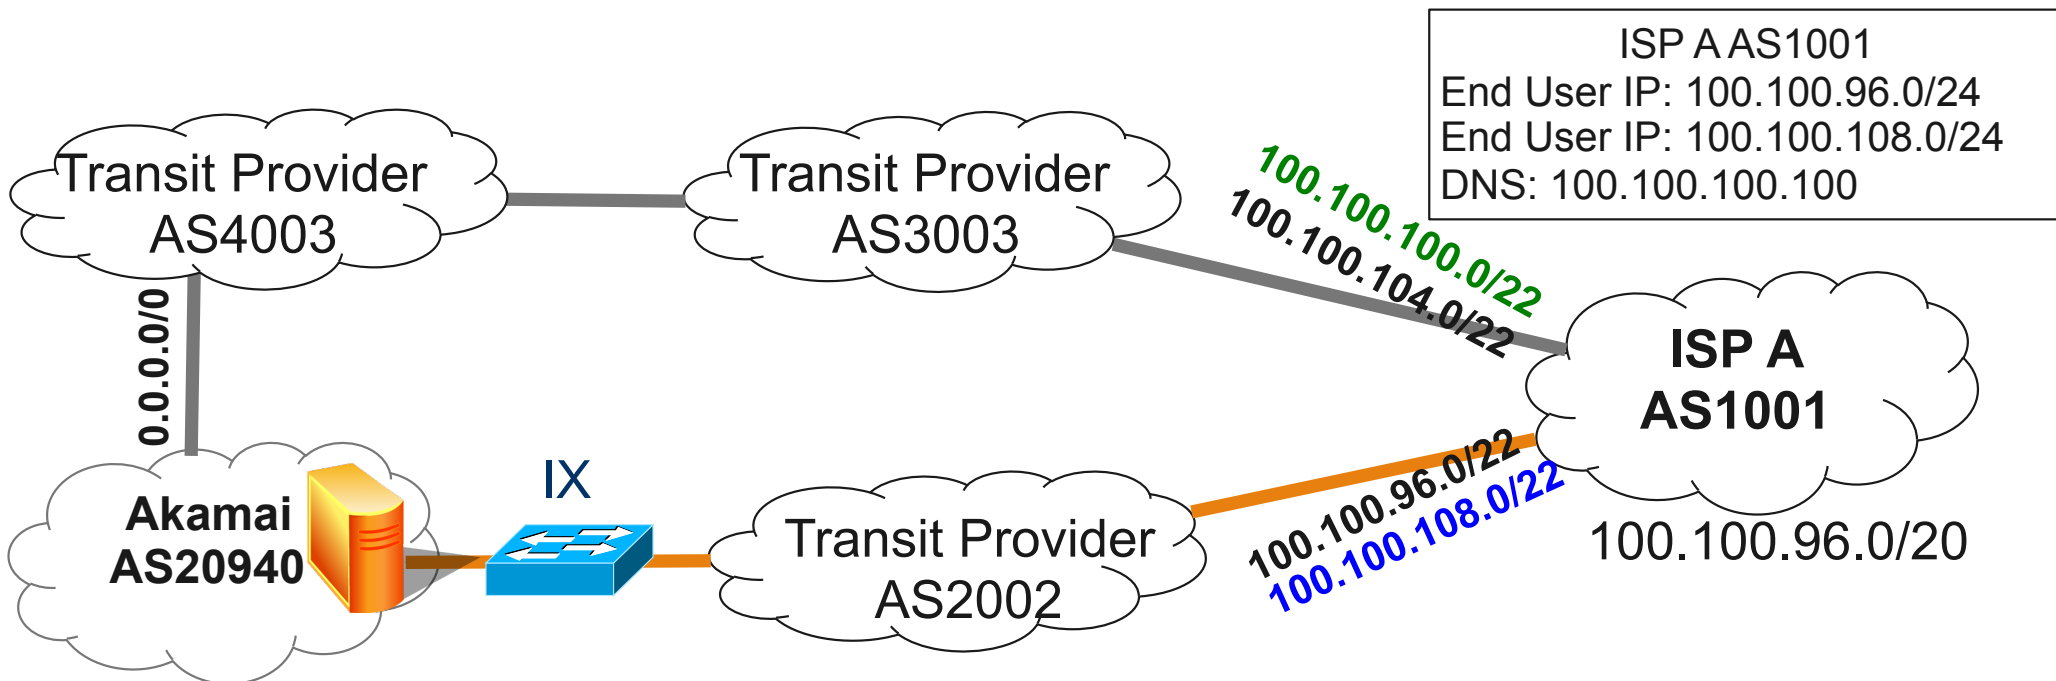 ISP A AS1001
End User IP: 100.100.96.0/24
End User IP: 100.100.108.0/24
DNS: 100.100.100.100
Transit Provider
AS4003
Transit Provider
AS3003
100.100.100.0/22
100.100.104.0/22
0.0.0.0/0
ISP A
AS1001
100.100.96.0/20
Akamai
AS20940
IX
Transit Provider
AS2002
100.100.96.0/22
100.100.108.0/22